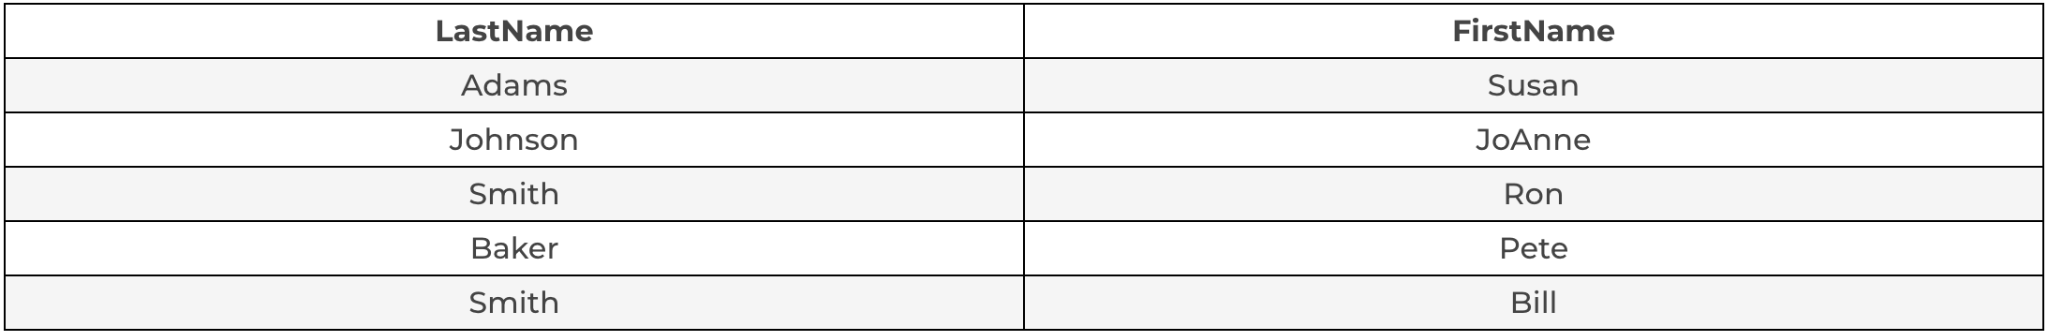 LastName FirstName
Adams Susan
Johnson JoAnne
Smith Ron
Baker Pete
Smith Bill